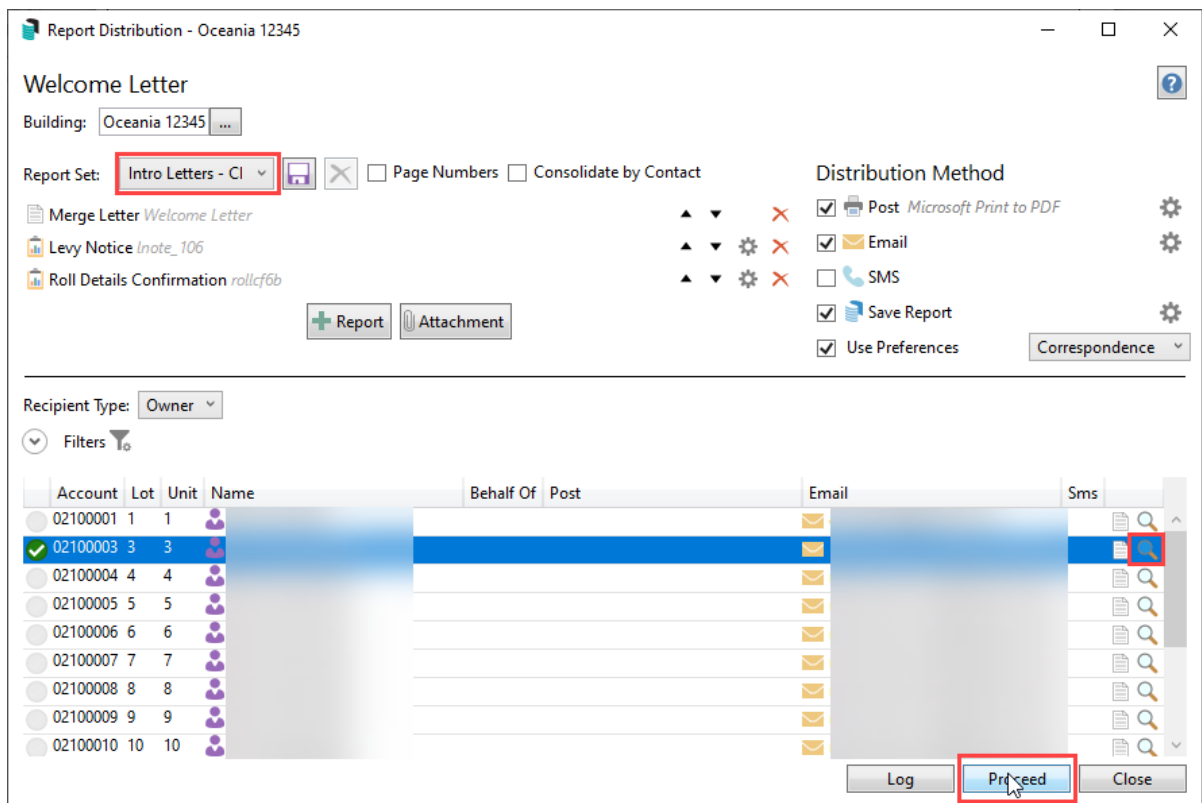 Report Distribution - Oceania 12345
Welcome Letter
Building: Oceania 12345 ...
Report Set: Intro Letters - Cl Page Numbers Consolidate by Contact
Distribution Method
Merge Letter Welcome Letter
Post Microsoft Print to PDF
Levy Notice lnote_106
Email
Roll Details Confirmation rollcf6b
SMS
Report Attachment
Save Report
Use Preferences Correspondence
Recipient Type: Owner
Filters
Account Lot Unit Name Behalf Of Post Email Sms
02100001 1 1
02100003 3 3
02100004 4 4
02100005 5 5
02100006 6 6
02100007 7 7
02100008 8 8
02100009 9 9
02100010 10 10
Log Proceed Close